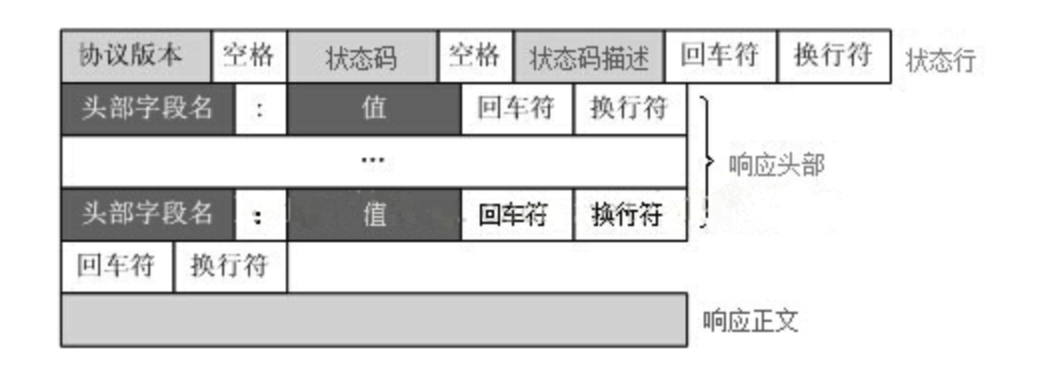 协议版本 空格 状态码 空格 状态码描述 回车符 换行符 状态行
头部字段名 : 值 回车符 换行符
... 响应头部
头部字段名 : 值 回车符 换行符
回车符 换行符
响应正文